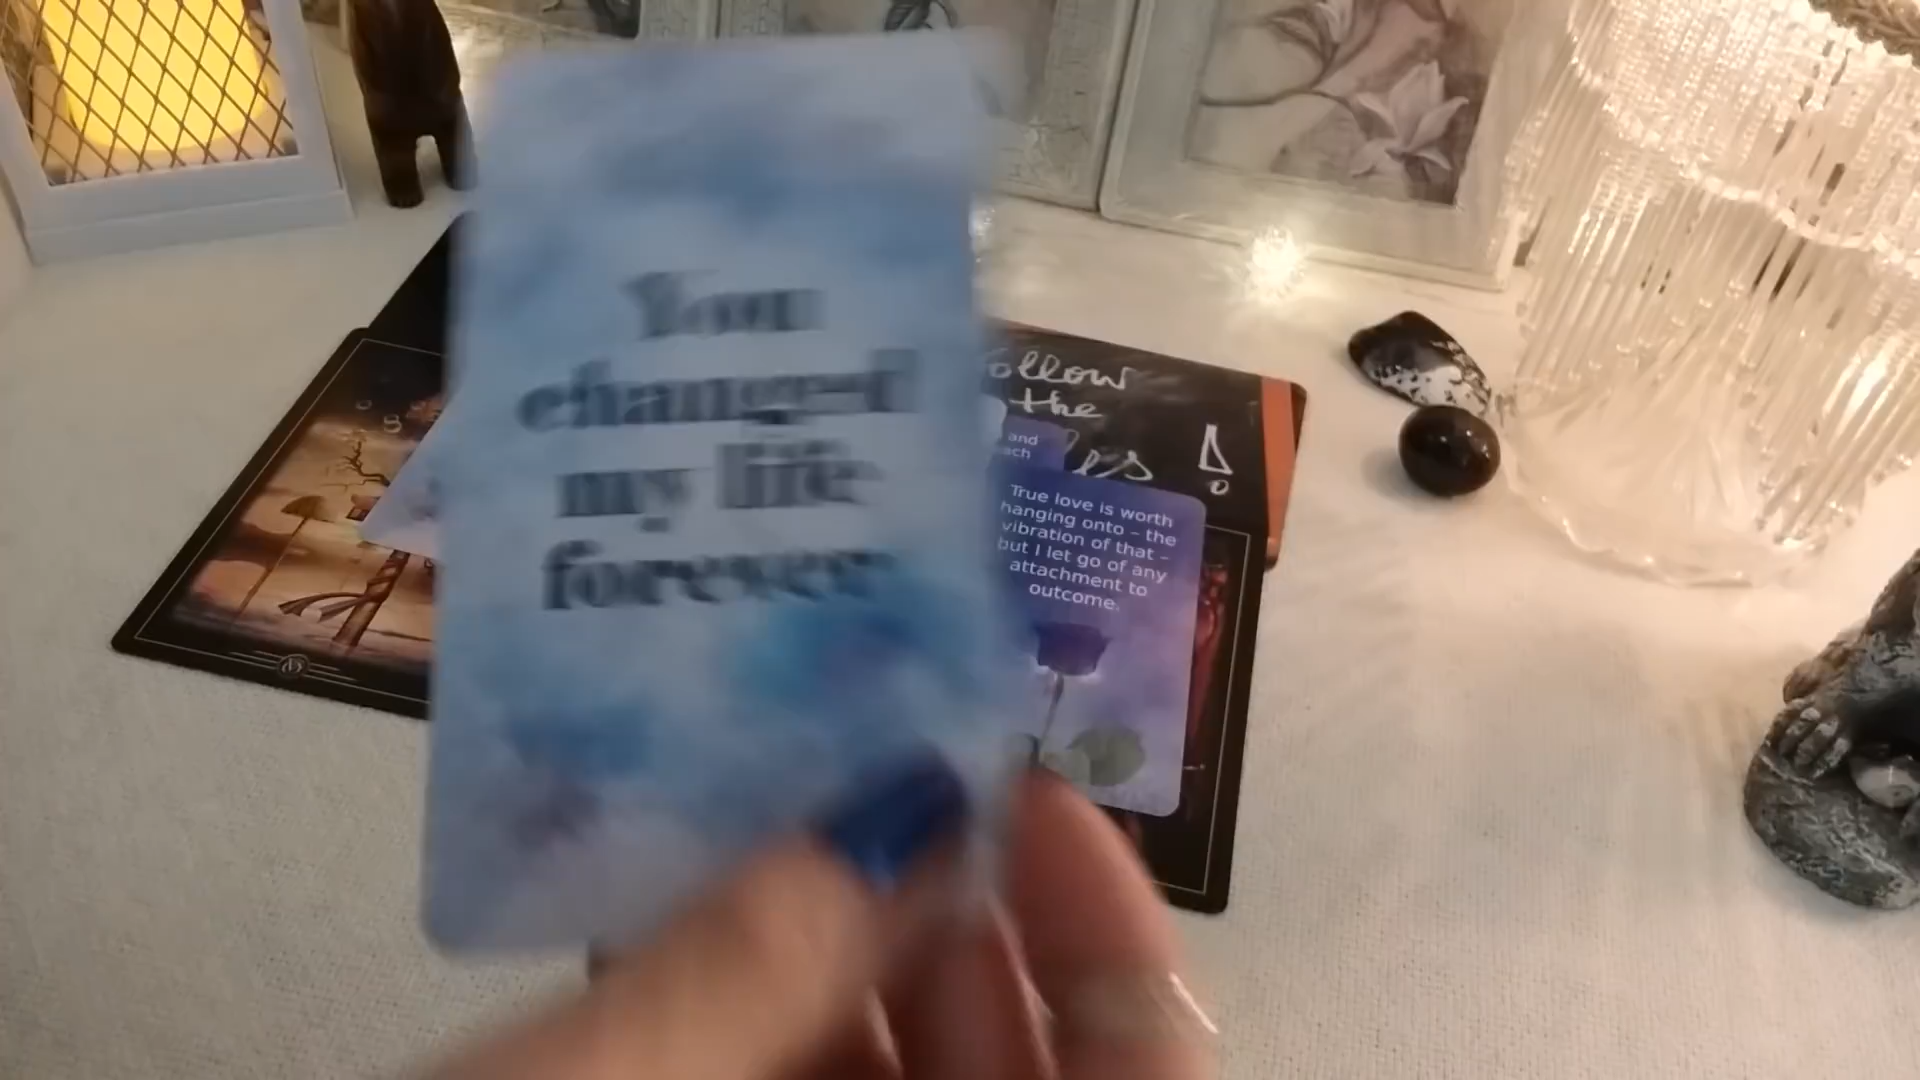 You
changed
my life
forever
ollow
the
and
ach
True love is worth
hanging onto – the
vibration of that –
but I let go of any
attachment to
outcome.